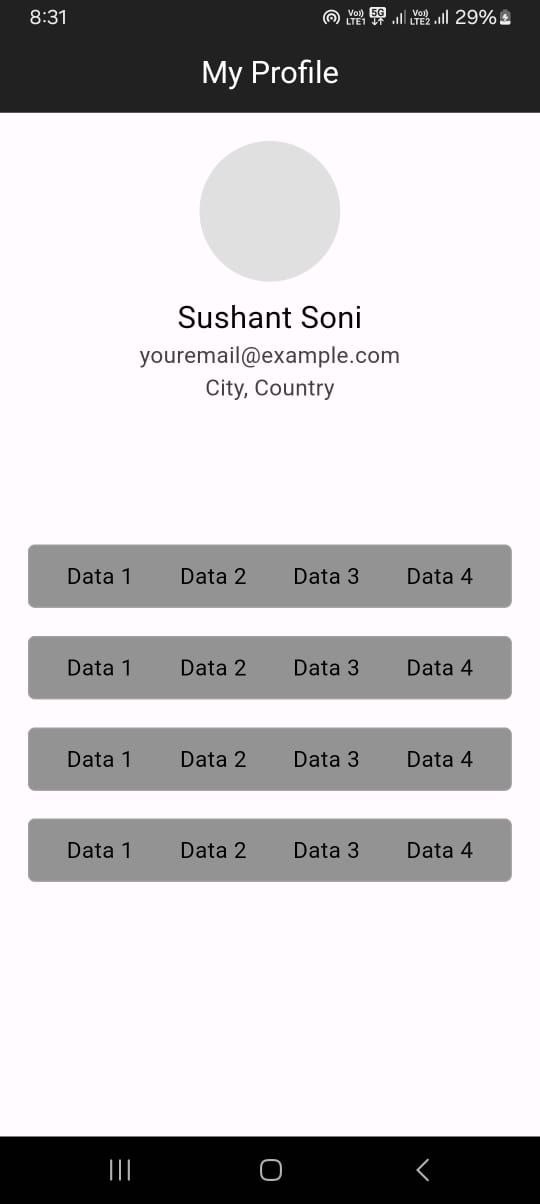 8:31 Vo)) LTE1 5G Vo)) LTE2 29%
My Profile
Sushant Soni
youremail@example.com
City, Country
Data 1 Data 2 Data 3 Data 4
Data 1 Data 2 Data 3 Data 4
Data 1 Data 2 Data 3 Data 4
Data 1 Data 2 Data 3 Data 4